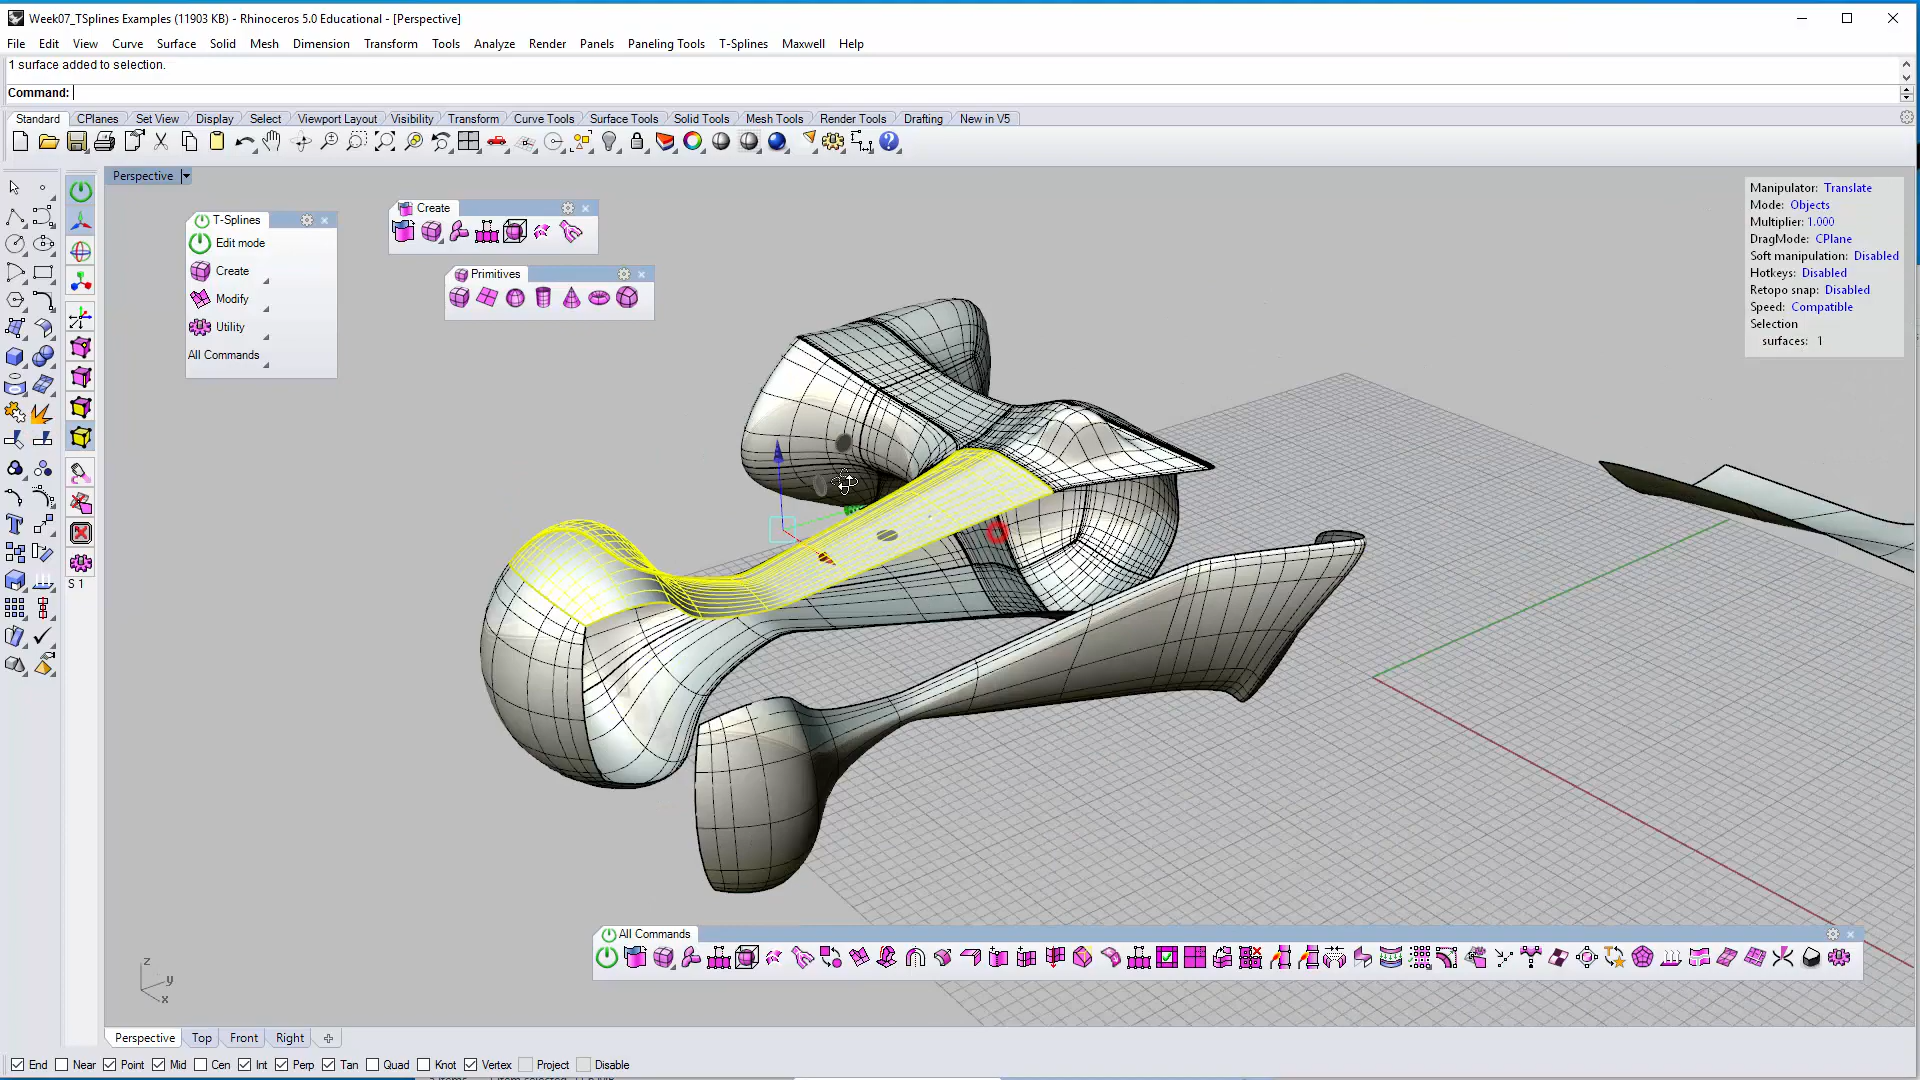 Week07_TSplines Examples (11903 KB) - Rhinoceros 5.0 Educational - [Perspective]
File Edit View Curve Surface Solid Mesh Dimension Transform Tools Analyze Render Panels Paneling Tools T-Splines Maxwell Help
1 surface added to selection.
Command:
Standard CPlanes Set View Display Select Viewport Layout Visibility Transform Curve Tools Surface Tools Solid Tools Mesh Tools Render Tools Drafting New in V5
Perspective
T-Splines
Edit mode
Create
Modify
Utility
All Commands
Create
Primitives
Manipulator: Translate
Mode: Objects
Multiplier: 1.000
DragMode: CPlane
Soft manipulation: Disabled
Hotkeys: Disabled
Retopo snap: Disabled
Speed: Compatible
Selection
surfaces: 1
S 1
All Commands
z
y
x
Perspective Top Front Right
End Near Point Mid Cen Int Perp Tan Quad Knot Vertex Project Disable